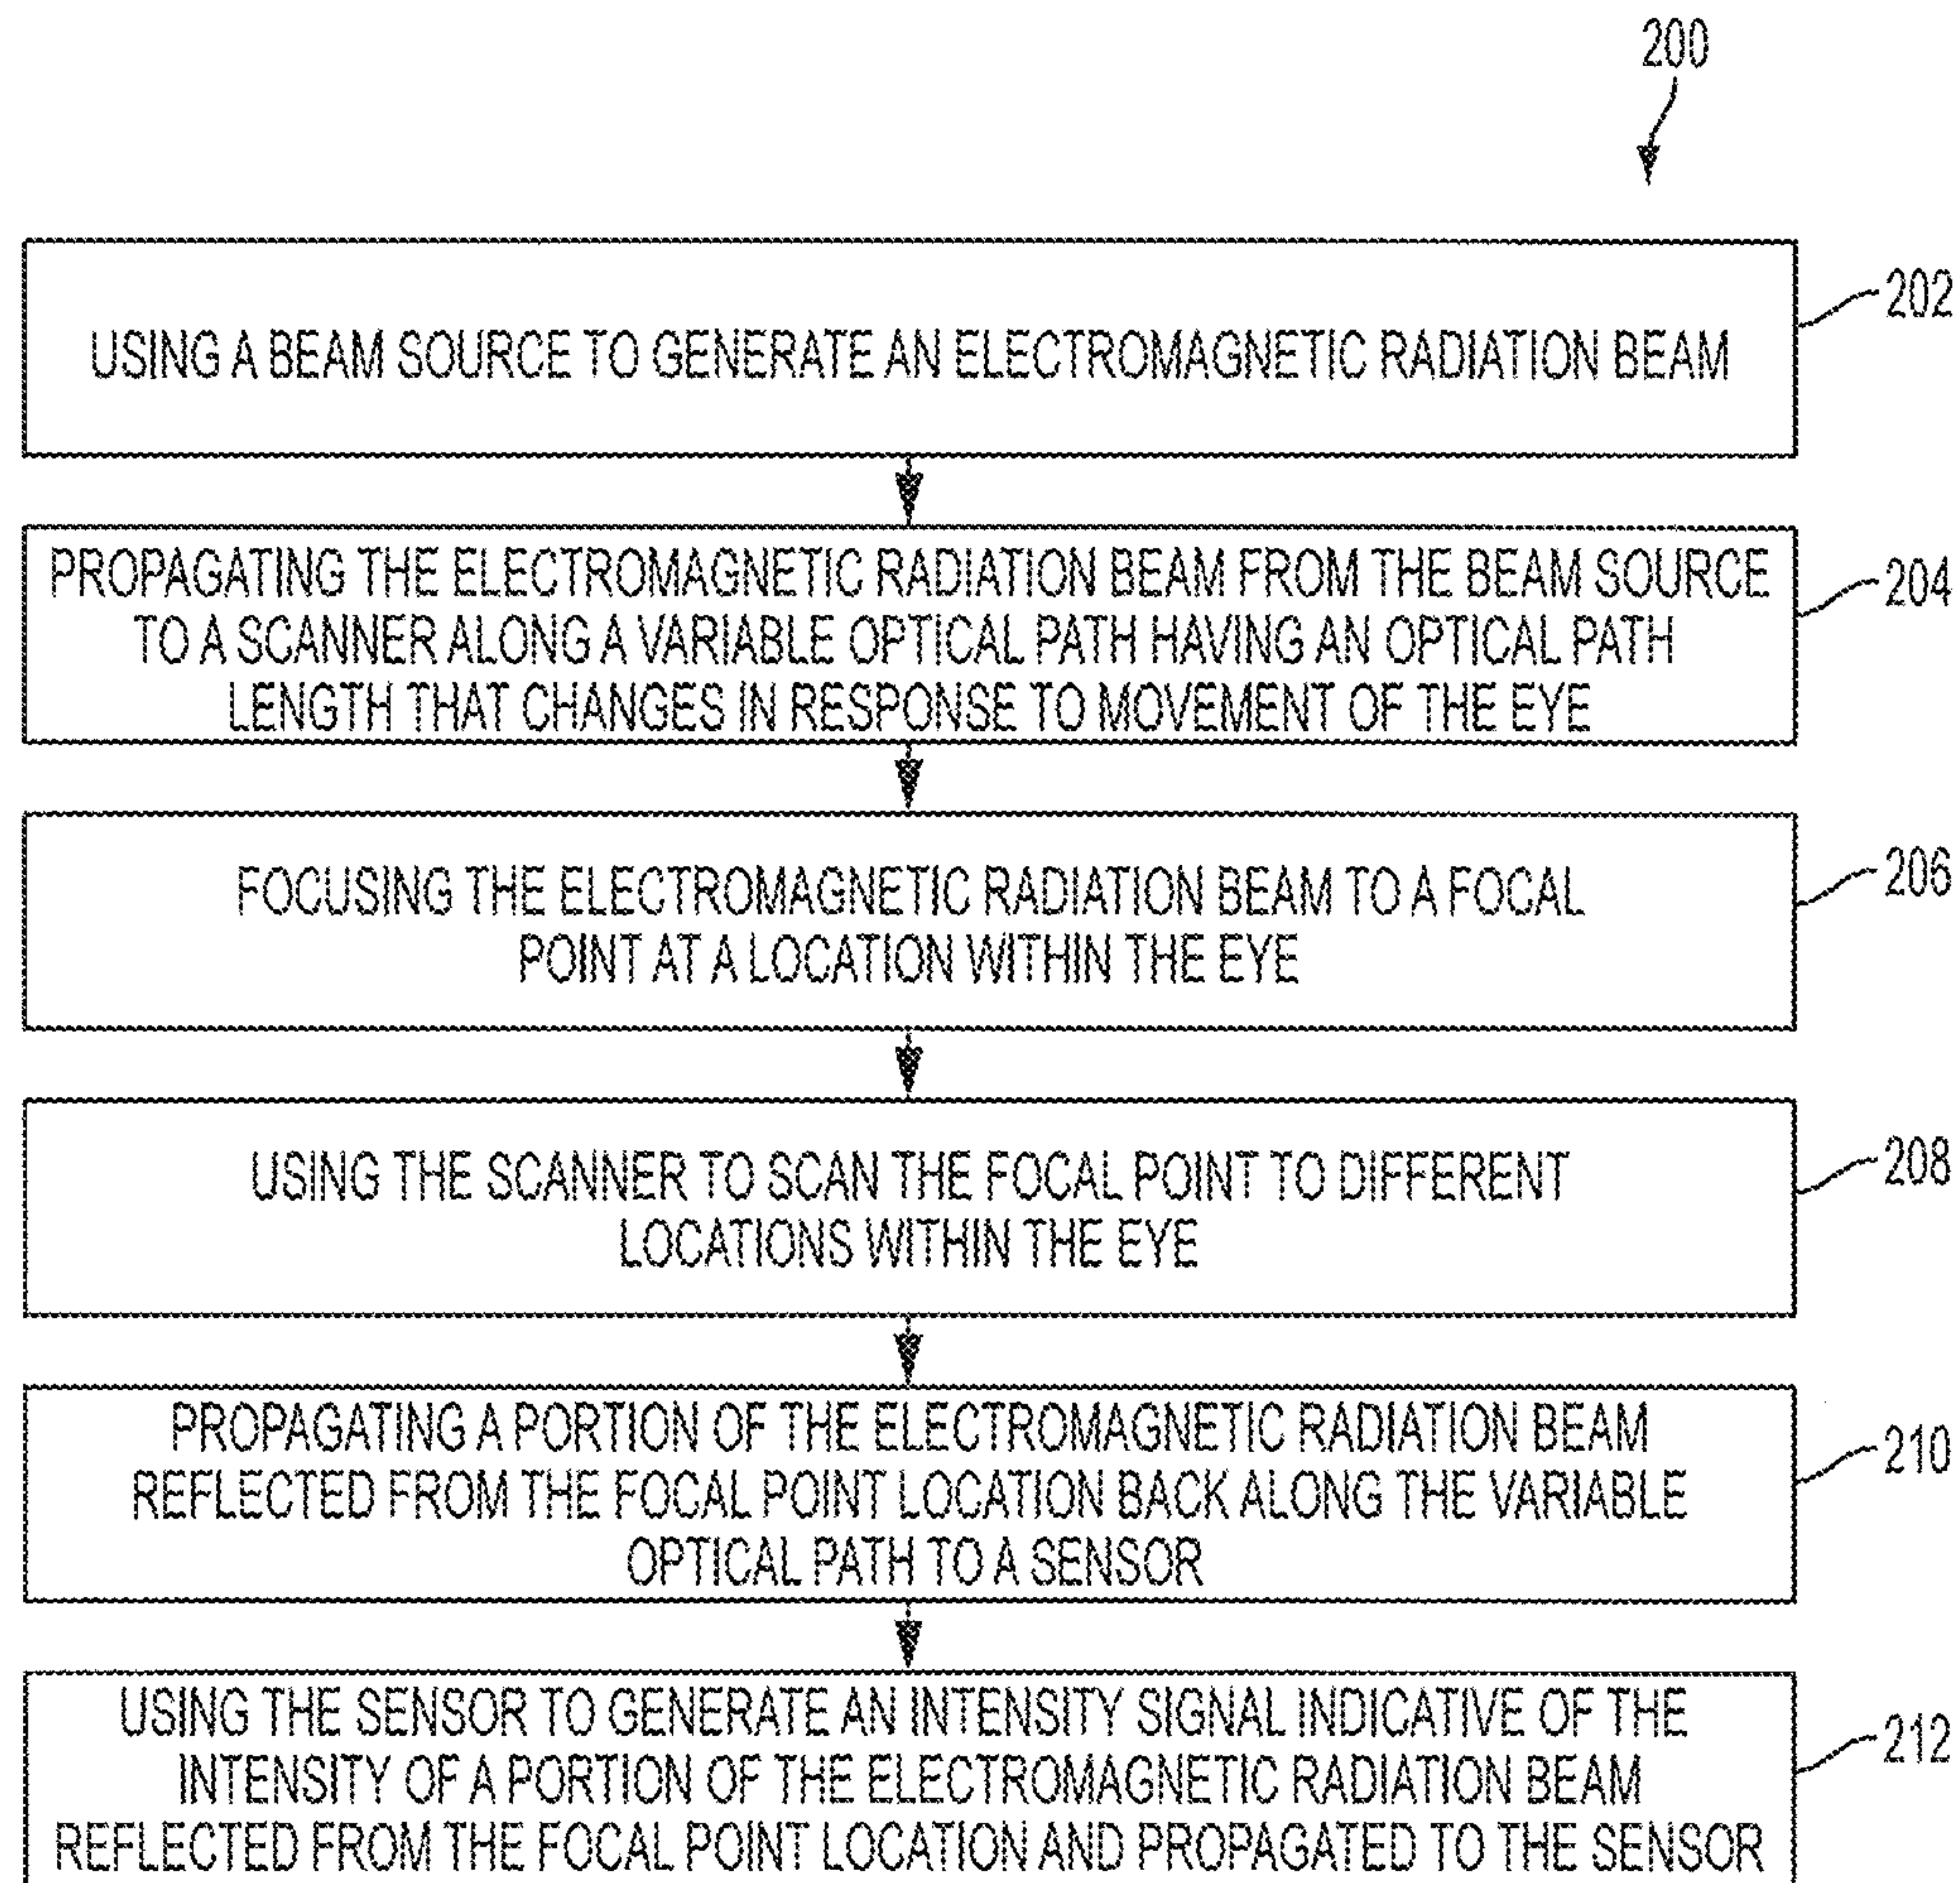 200
USING A BEAM SOURCE TO GENERATE AN ELECTROMAGNETIC RADIATION BEAM
202
PROPAGATING THE ELECTROMAGNETIC RADIATION BEAM FROM THE BEAM SOURCE
TO A SCANNER ALONG A VARIABLE OPTICAL PATH HAVING AN OPTICAL PATH
LENGTH THAT CHANGES IN RESPONSE TO MOVEMENT OF THE EYE
204
FOCUSING THE ELECTROMAGNETIC RADIATION BEAM TO A FOCAL
POINT AT A LOCATION WITHIN THE EYE
206
USING THE SCANNER TO SCAN THE FOCAL POINT TO DIFFERENT
LOCATIONS WITHIN THE EYE
208
PROPAGATING A PORTION OF THE ELECTROMAGNETIC RADIATION BEAM
REFLECTED FROM THE FOCAL POINT LOCATION BACK ALONG THE VARIABLE
OPTICAL PATH TO A SENSOR
210
USING THE SENSOR TO GENERATE AN INTENSITY SIGNAL INDICATIVE OF THE
INTENSITY OF A PORTION OF THE ELECTROMAGNETIC RADIATION BEAM
REFLECTED FROM THE FOCAL POINT LOCATION AND PROPAGATED TO THE SENSOR
212